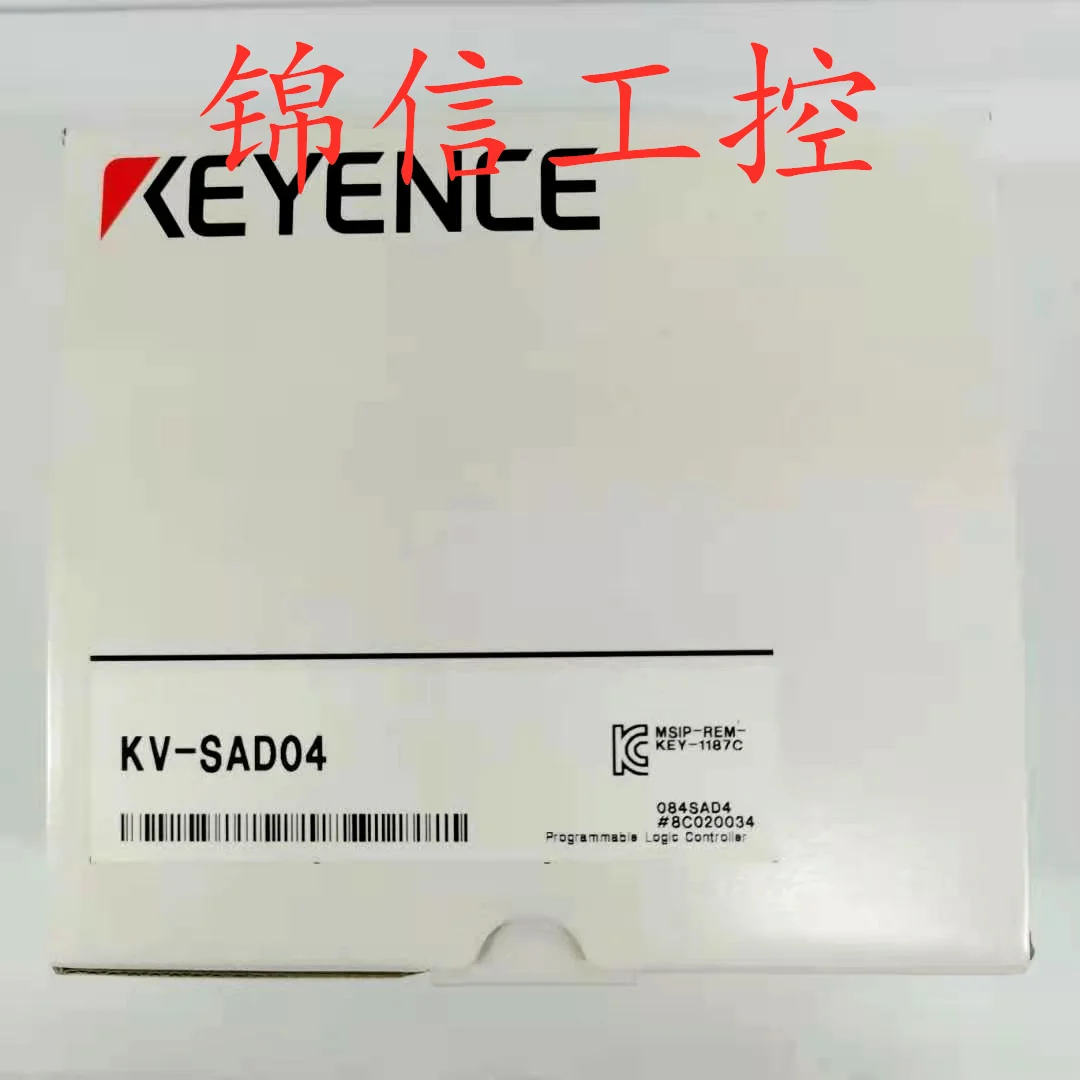 锦信工控
KEYENCE
KV-SAD04
MSIP-REM-
KEY-1187C
084SAD4
#8C020034
Programmable Logic Controller